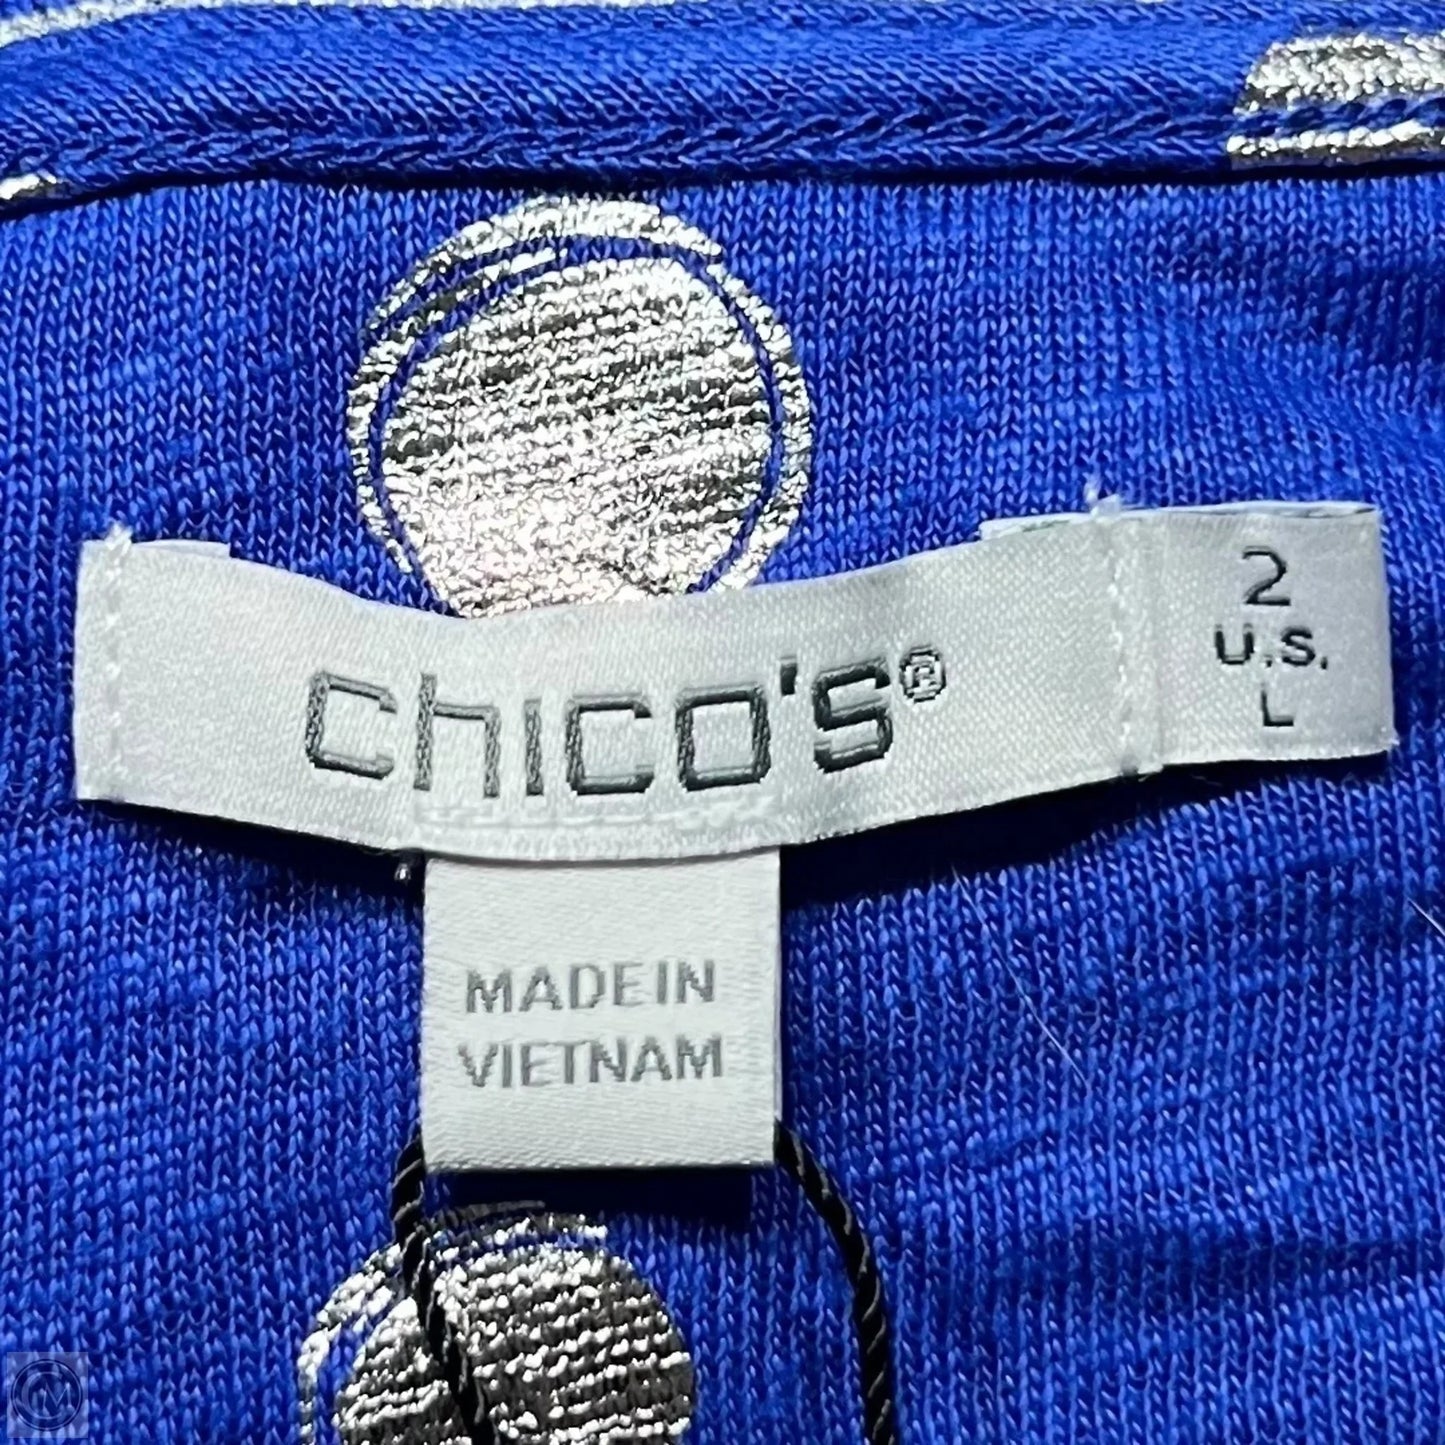 chico's®
2
U.S.
L
MADE IN
VIETNAM